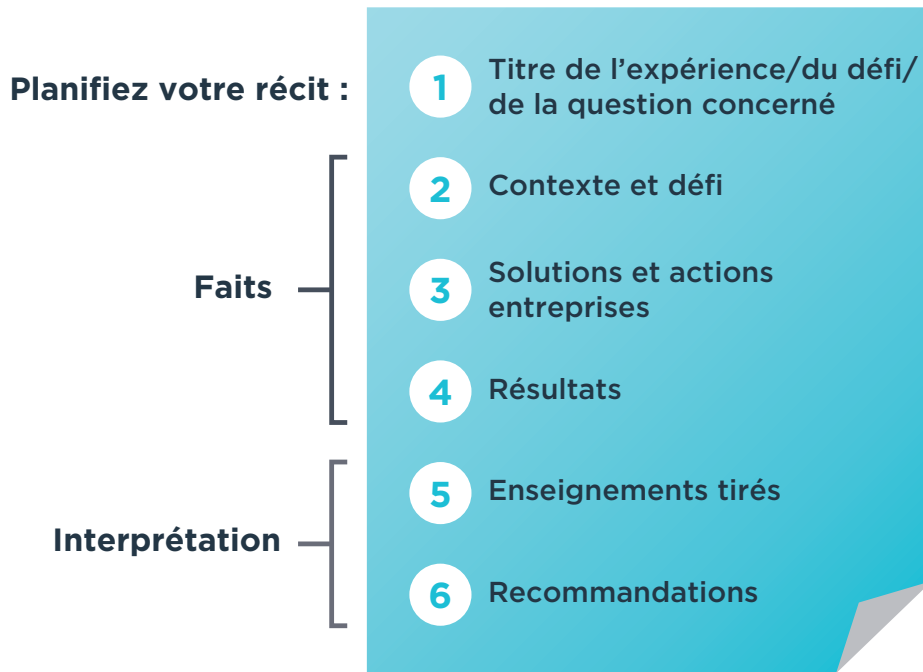 Planifiez votre récit :
1
Titre de l’expérience/du défi/
de la question concerné
Faits
2
Contexte et défi
3
Solutions et actions
entreprises
4
Résultats
Interprétation
5
Enseignements tirés
6
Recommandations